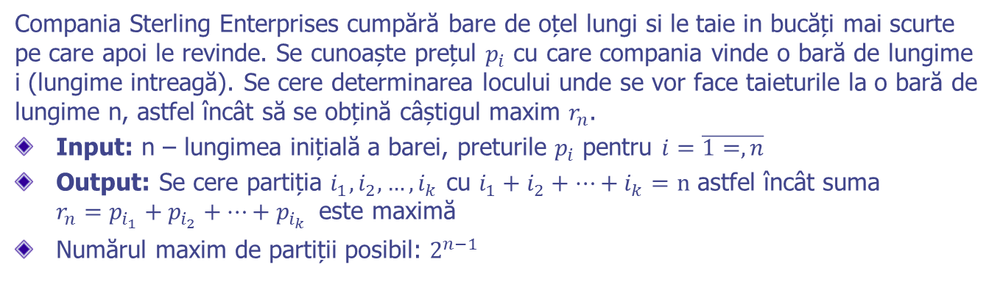 Compania Sterling Enterprises cumpără bare de oțel lungi si le taie in bucăți mai scurte
pe care apoi le revinde. Se cunoaște prețul p_i cu care compania vinde o bară de lungime
i (lungime intreagă). Se cere determinarea locului unde se vor face taieturile la o bară de
lungime n, astfel încât să se obțină câștigul maxim r_n.
Input: n – lungimea inițială a barei, preturile p_i pentru i = \overline{1 =, n}
Output: Se cere partiția i_1, i_2, …, i_k cu i_1 + i_2 + ⋯ + i_k = n astfel încât suma
r_n = p_{i_1} + p_{i_2} + ⋯ + p_{i_k} este maximă
Numărul maxim de partiții posibil: 2^{n−1}